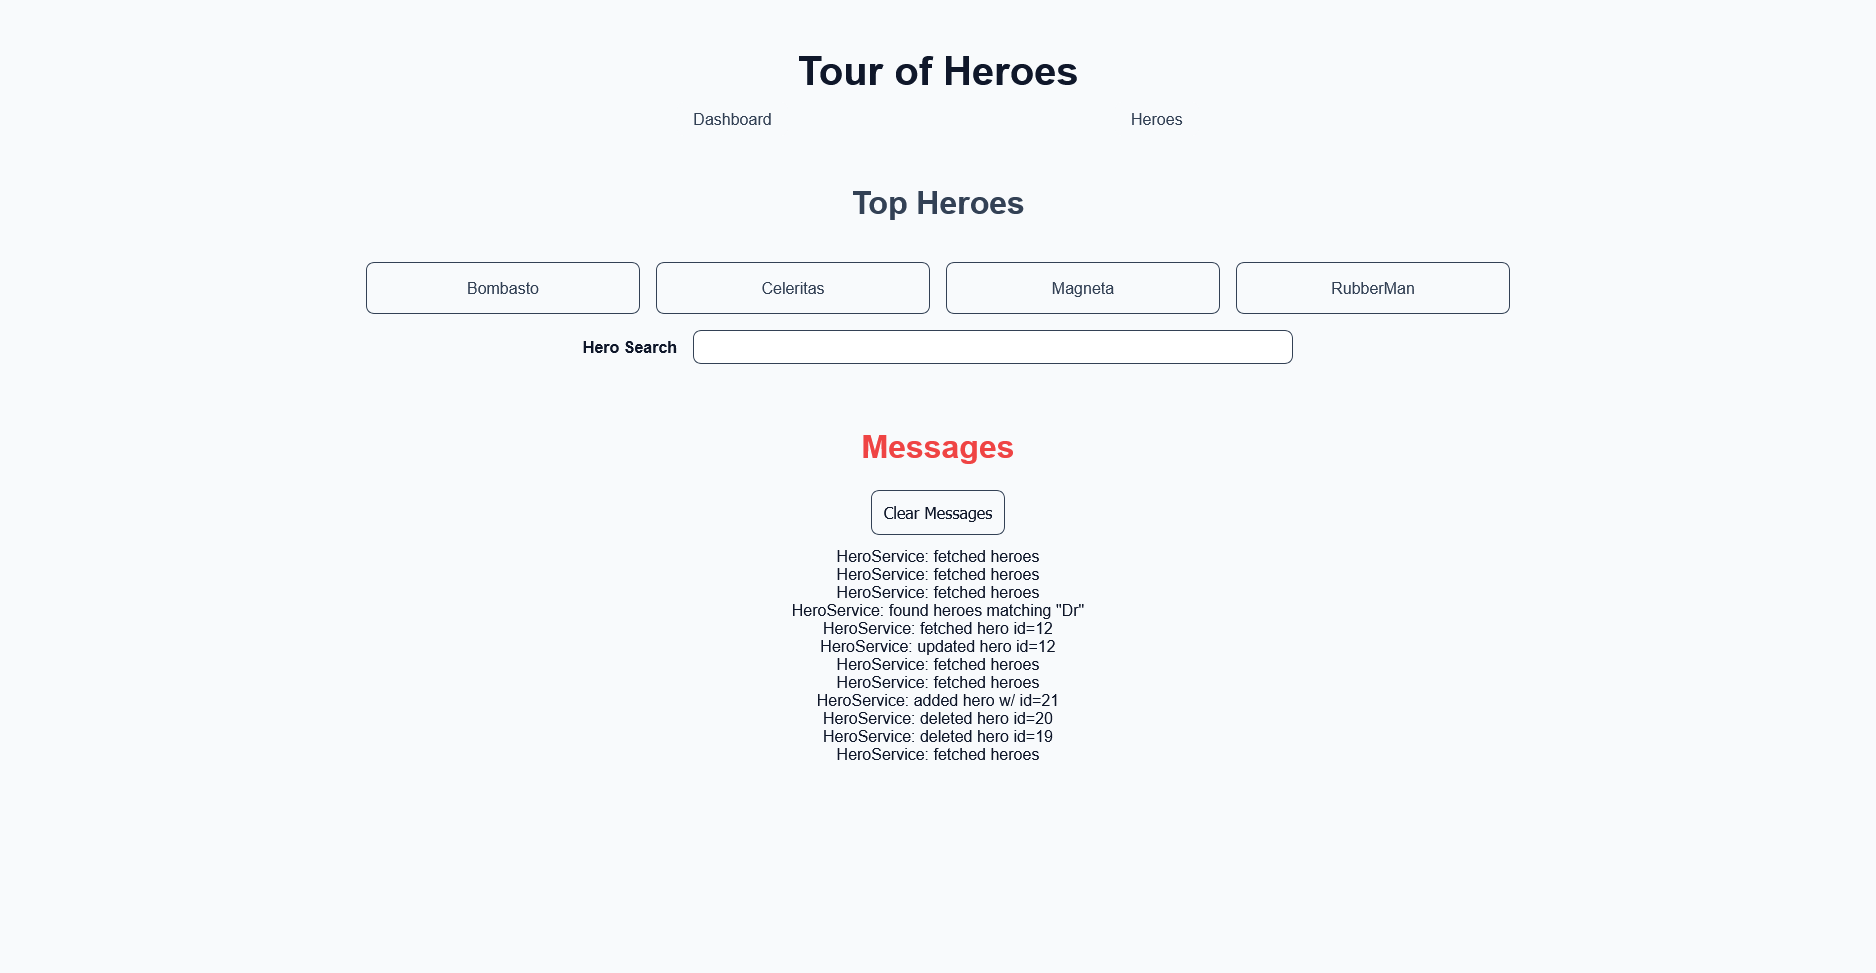 Tour of Heroes
Dashboard Heroes
Top Heroes
Bombasto Celeritas Magneta RubberMan
Hero Search
Messages
Clear Messages
HeroService: fetched heroes
HeroService: fetched heroes
HeroService: fetched heroes
HeroService: found heroes matching "Dr"
HeroService: fetched hero id=12
HeroService: updated hero id=12
HeroService: fetched heroes
HeroService: fetched heroes
HeroService: added hero w/ id=21
HeroService: deleted hero id=20
HeroService: deleted hero id=19
HeroService: fetched heroes